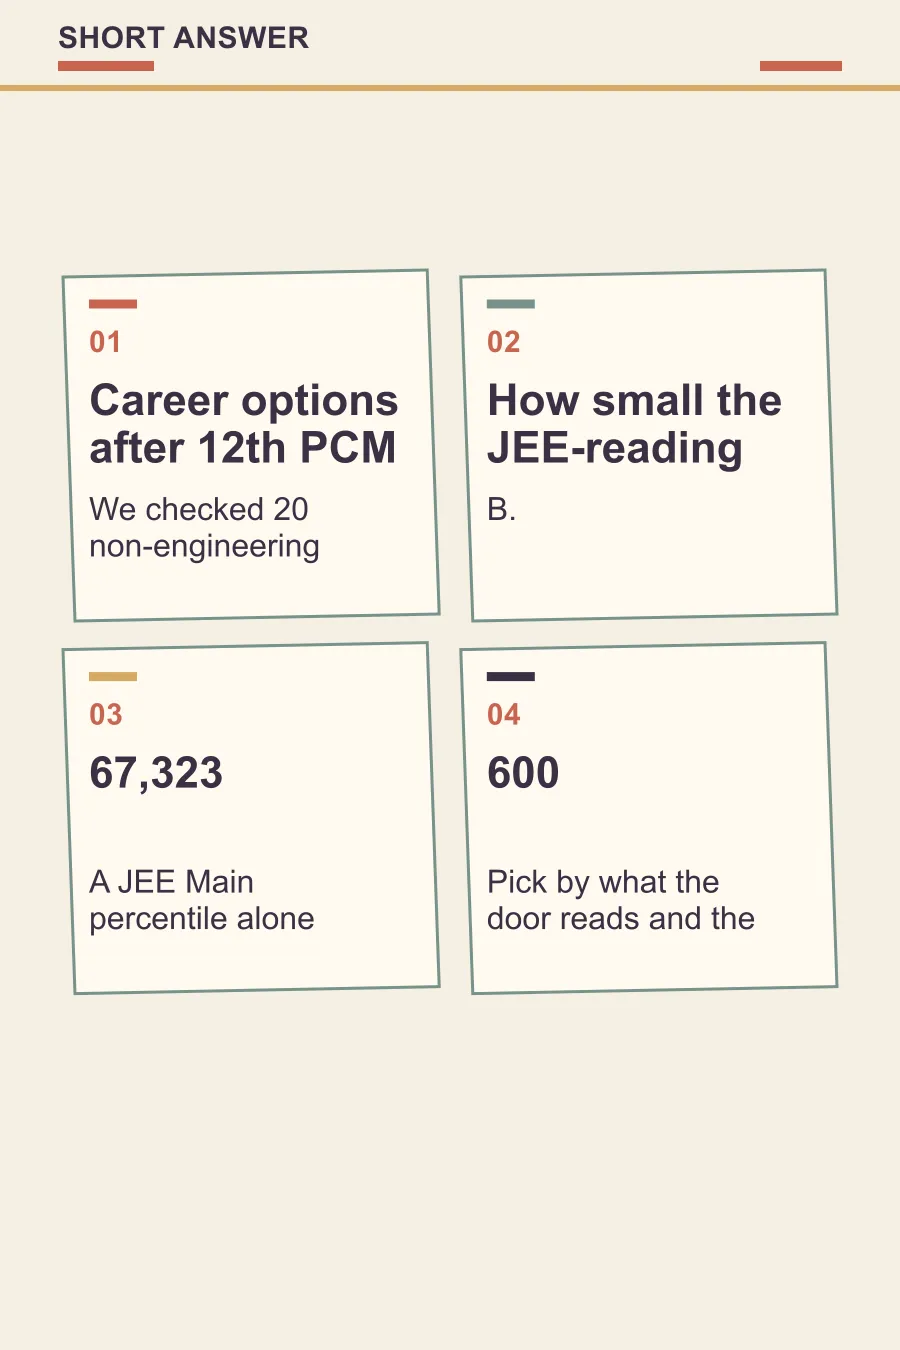 SHORT ANSWER
01
Career options
after 12th PCM
We checked 20
non-engineering
02
How small the
JEE-reading
B.
03
67,323
A JEE Main
percentile alone
04
600
Pick by what the
door reads and the